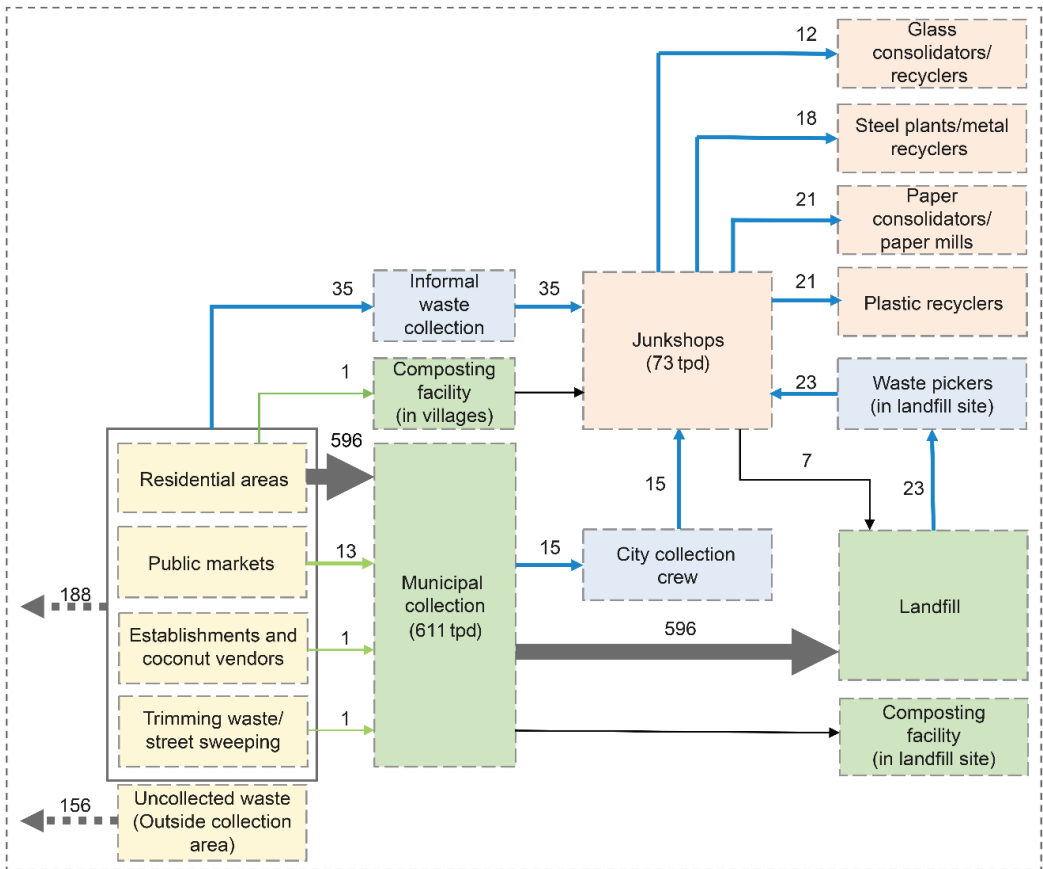 12
Glass
consolidators/
recyclers
18
Steel plants/metal
recyclers
21
Paper
consolidators/
paper mills
21
Plastic recyclers
35
Informal
waste
collection
35
Junkshops
(73 tpd)
1
Composting
facility
(in villages)
23
Waste pickers
(in landfill site)
596
Residential areas
7
15
23
Public markets
13
Municipal
collection
(611 tpd)
15
City collection
crew
Landfill
188
Establishments and
coconut vendors
1
596
Trimming waste/
street sweeping
1
Composting
facility
(in landfill site)
156
Uncollected waste
(Outside collection
area)